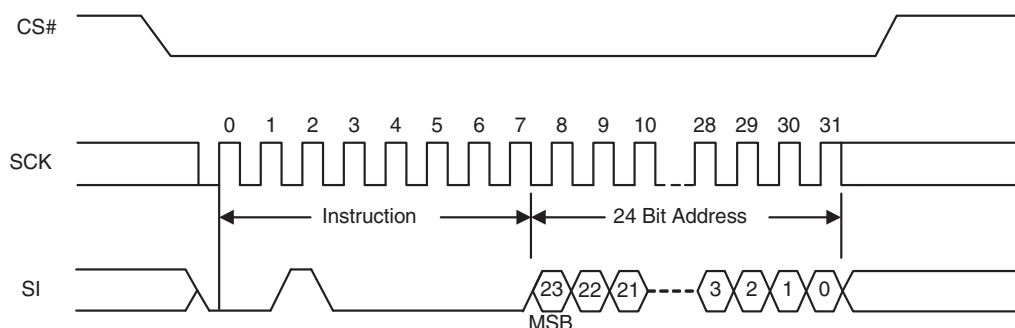 CS#
0 1 2 3 4 5 6 7 8 9 10 28 29 30 31
SCK
Instruction 24 Bit Address
SI 23 22 21 3 2 1 0
MSB